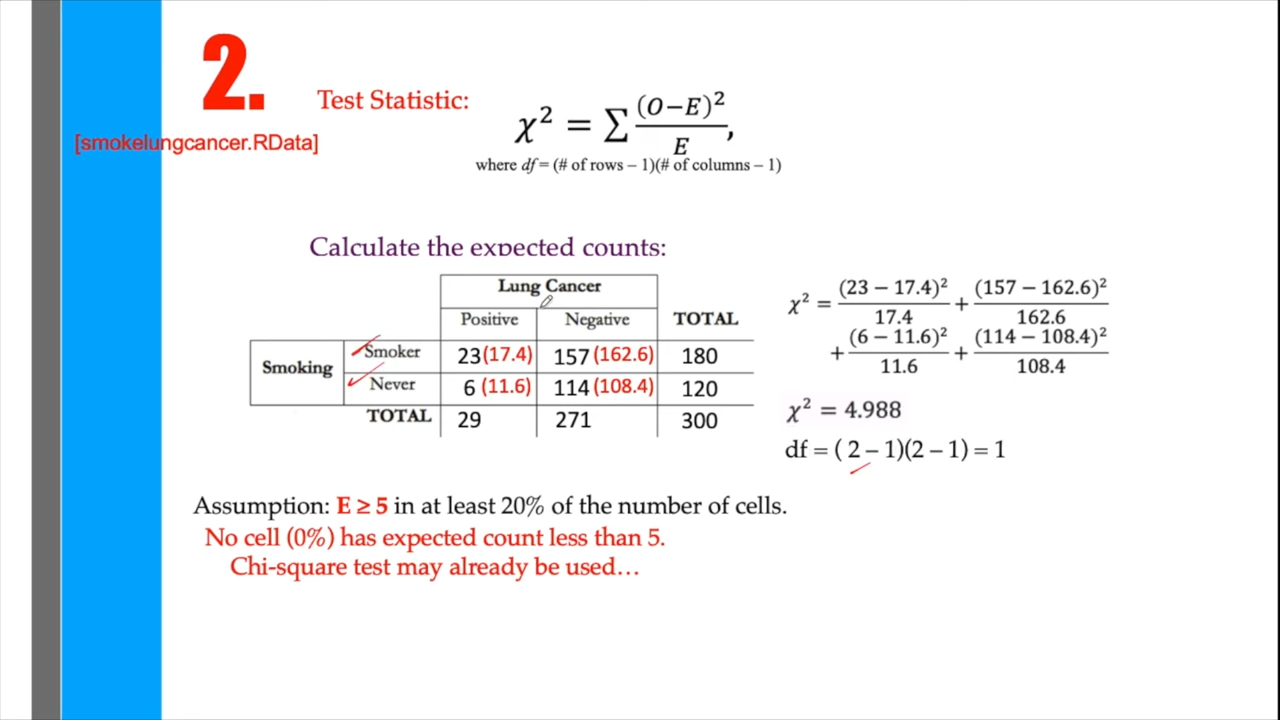 2.
Test Statistic:
χ² = ∑ (O−E)² / E,
[smokelungcancer.RData]
where df = (# of rows – 1)(# of columns – 1)
Calculate the expected counts:
Lung Cancer
Positive Negative TOTAL
Smoking
Smoker 23 (17.4) 157 (162.6) 180
Never 6 (11.6) 114 (108.4) 120
TOTAL 29 271 300
χ² = (23 − 17.4)² / 17.4 + (157 − 162.6)² / 162.6
+ (6 − 11.6)² / 11.6 + (114 − 108.4)² / 108.4
χ² = 4.988
df = ( 2 – 1)(2 – 1) = 1
Assumption: E ≥ 5 in at least 20% of the number of cells.
No cell (0%) has expected count less than 5.
Chi-square test may already be used…